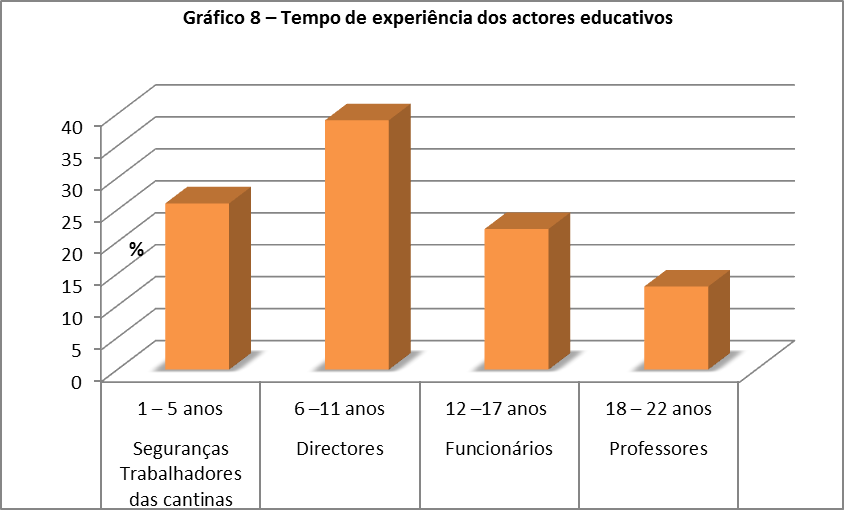 Gráfico 8 – Tempo de experiência dos actores educativos
40
35
30
25
20
15
10
5
0
%
1 – 5 anos
6 –11 anos
12 –17 anos
18 – 22 anos
Seguranças
Trabalhadores
das cantinas
Directores
Funcionários
Professores